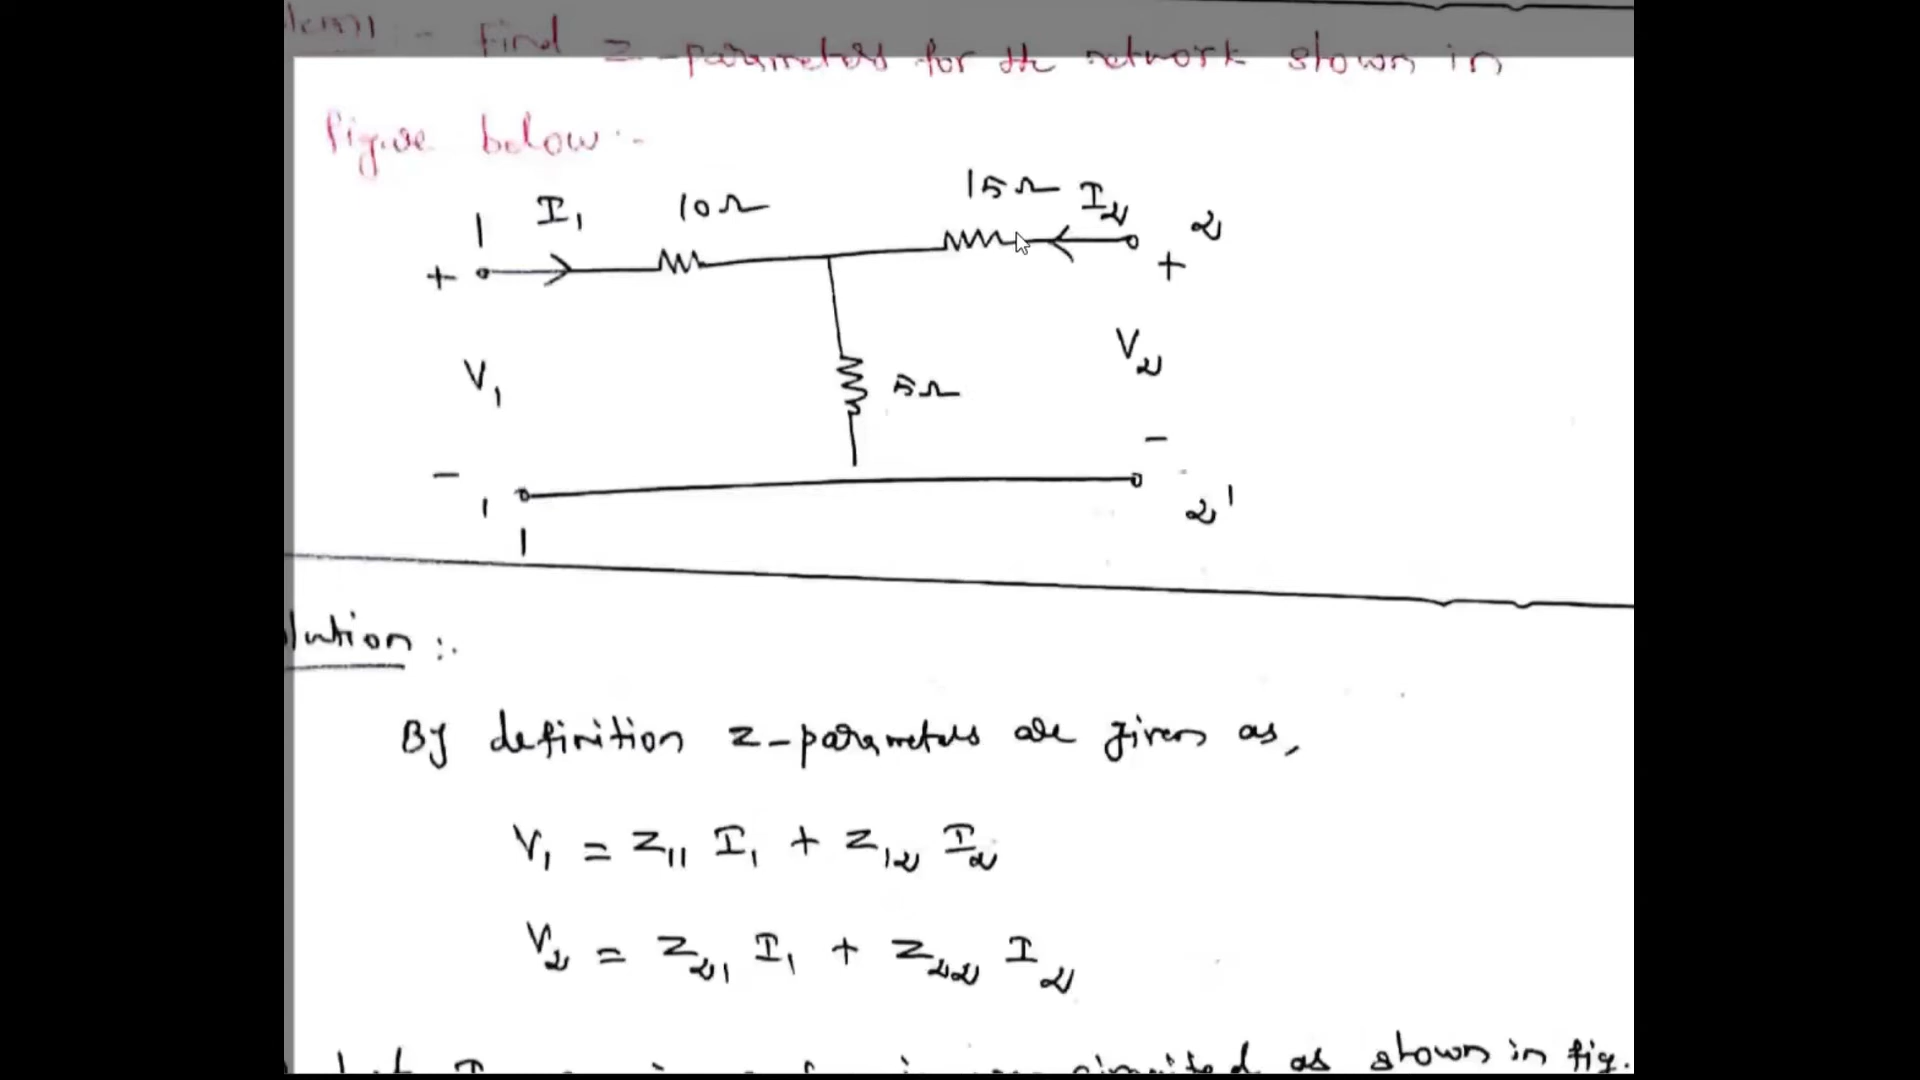 :- Find z-parameters for the network shown in
figure below :-
1 I1 10Ω 15Ω I2 2
+ +
V1 5Ω V2
- -
1' 2'
Solution :-
By definition z-parameters are given as,
V1 = Z11 I1 + Z12 I2
V2 = Z21 I1 + Z22 I2
as shown in fig.